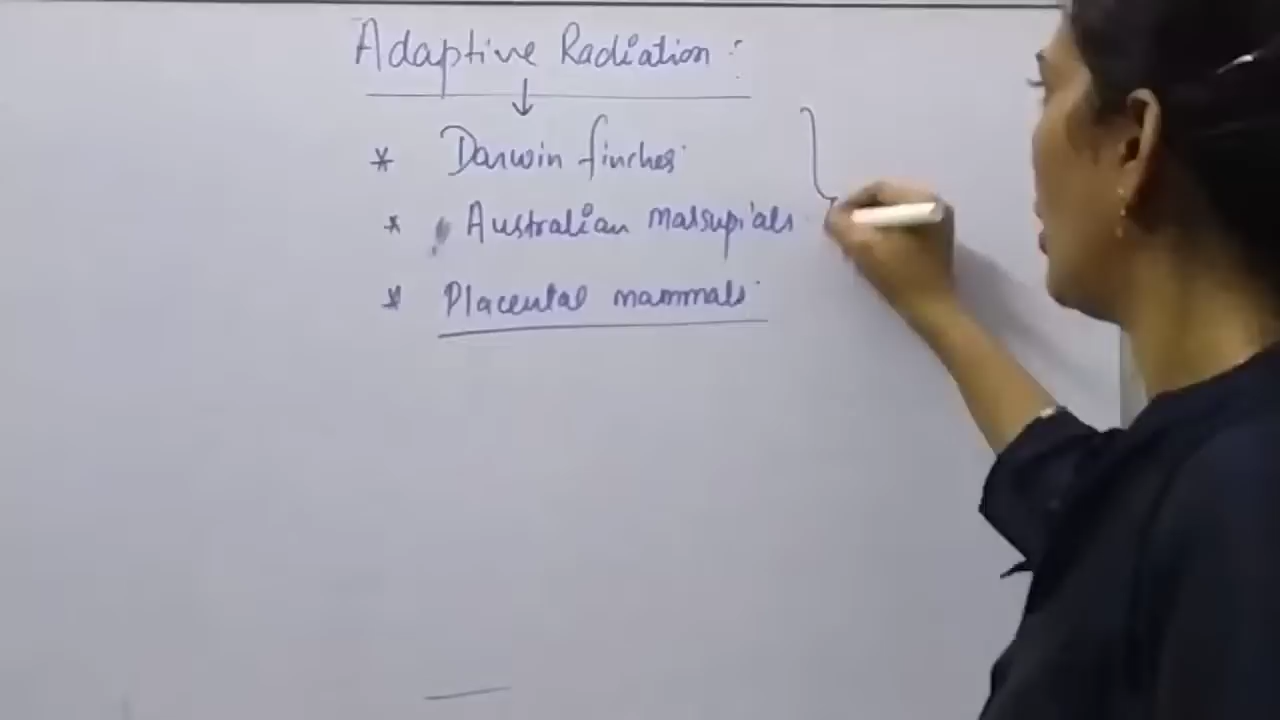 Adaptive Radiation :
* Darwin finches
* Australian Marsupials
* Placental mammals